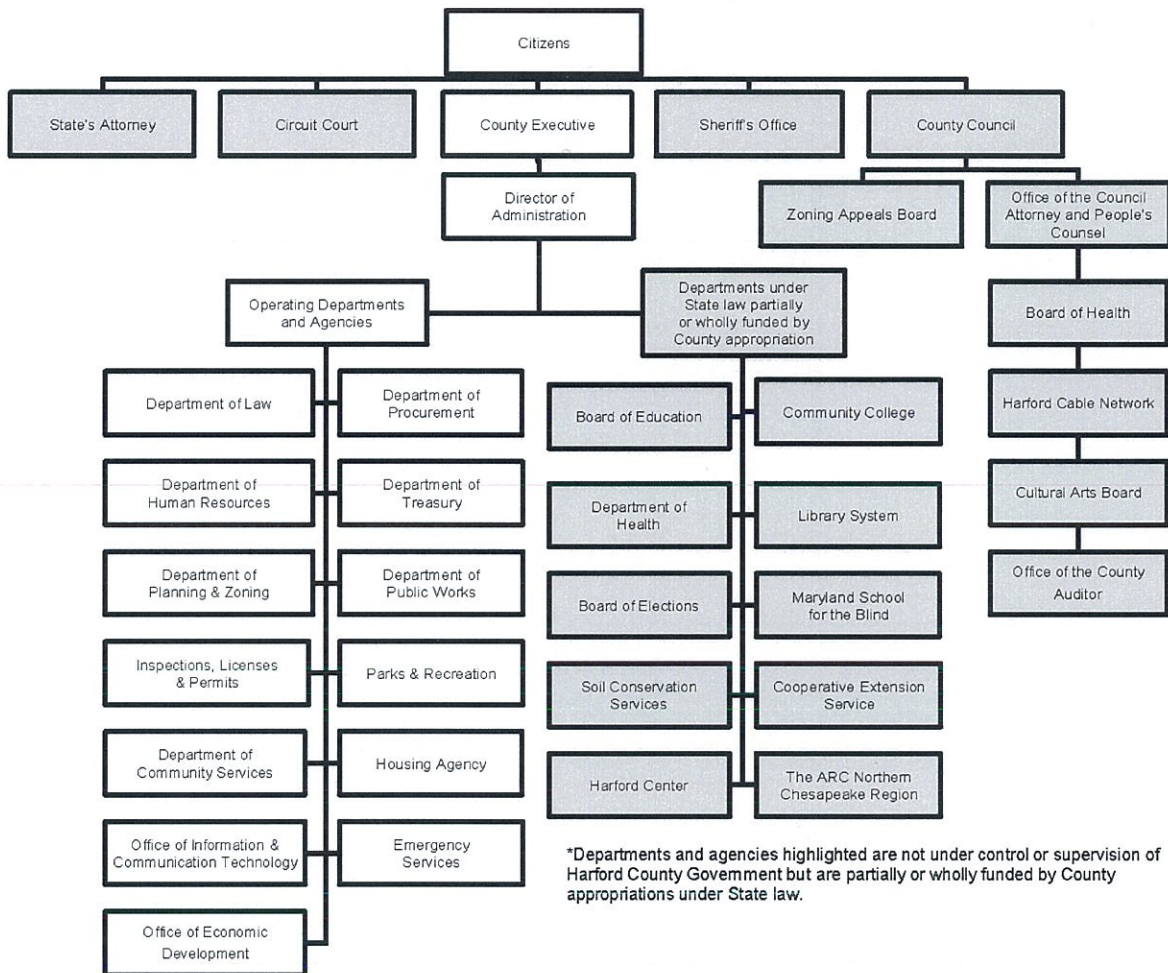 Citizens
State's Attorney
Circuit Court
County Executive
Sheriff's Office
County Council
Director of
Administration
Zoning Appeals Board
Office of the Council
Attorney and People's
Counsel
Operating Departments
and Agencies
Departments under
State law partially
or wholly funded by
County appropriation
Board of Health
Harford Cable Network
Cultural Arts Board
Office of the County
Auditor
Department of Law
Department of
Procurement
Department of
Human Resources
Department of
Treasury
Department of
Planning & Zoning
Department of
Public Works
Inspections, Licenses
& Permits
Parks & Recreation
Department of
Community Services
Housing Agency
Office of Information &
Communication Technology
Emergency
Services
Office of Economic
Development
Board of Education
Community College
Department of
Health
Library System
Board of Elections
Maryland School
for the Blind
Soil Conservation
Services
Cooperative Extension
Service
Harford Center
The ARC Northern
Chesapeake Region
*Departments and agencies highlighted are not under control or supervision of
Harford County Government but are partially or wholly funded by County
appropriations under State law.